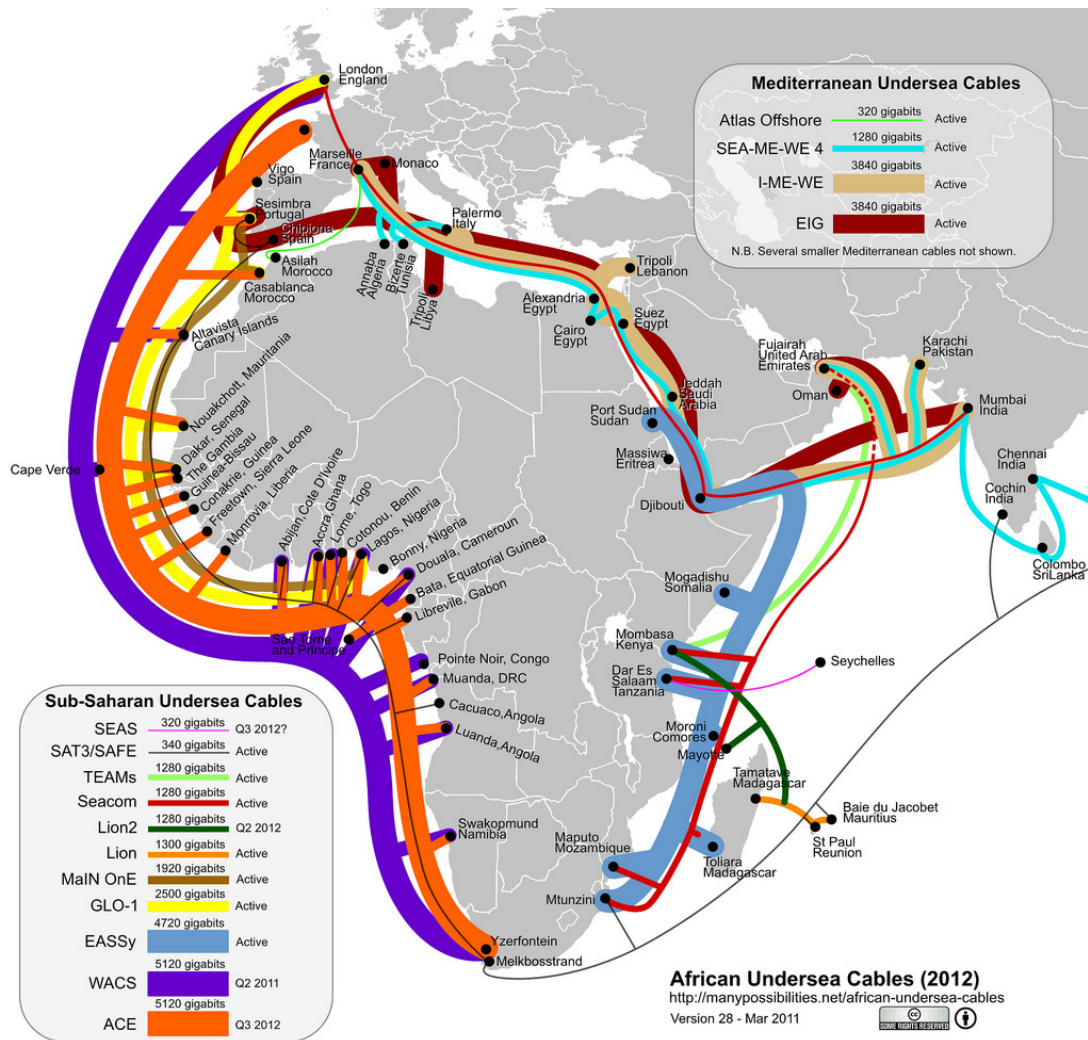 London
England
Marseille
France
Monaco
Vigo
Spain
Sesimbra
Portugal
Chipiona
Spain
Asilah
Morocco
Casablanca
Morocco
Palermo
Italy
Annaba
Algeria
Bizerte
Tunisia
Tripoli
Libya
Tripoli
Lebanon
Alexandria
Egypt
Cairo
Egypt
Suez
Egypt
Altavista
Canary Islands
Nouakchott, Mauritania
Dakar, Senegal
The Gambia
Guinea-Bissau
Conakrie, Guinea
Freetown, Sierra Leone
Monrovia, Liberia
Cape Verde
Abijan,Cote D'Ivoire
Accra,Ghana
Lome,Togo
Cotonou, Benin
Lagos, Nigeria
Bonny, Nigeria
Douala, Cameroun
Bata, Equatorial Guinea
Librevile, Gabon
Sao Tome
and Principe
Pointe Noir, Congo
Muanda, DRC
Cacuaco,Angola
Luanda,Angola
Swakopmund
Namibia
Yzerfontein
Melkbosstrand
Jeddah
Saudi
Arabia
Port Sudan
Sudan
Massiwa
Eritrea
Djibouti
Fujairah
United Arab
Emirates
Oman
Karachi
Pakistan
Mumbai
India
Chennai
India
Cochin
India
Colombo
SriLanka
Mogadishu
Somalia
Mombasa
Kenya
Dar Es
Salaam
Tanzania
Seychelles
Moroni
Comores
Mayotte
Tamatave
Madagascar
Baie du Jacobet
Mauritius
St Paul
Reunion
Toliara
Madagascar
Maputo
Mozambique
Mtunzini
Mediterranean Undersea Cables
Atlas Offshore 320 gigabits Active
SEA-ME-WE 4 1280 gigabits Active
I-ME-WE 3840 gigabits Active
EIG 3840 gigabits Active
N.B. Several smaller Mediterranean cables not shown.
Sub-Saharan Undersea Cables
SEAS 320 gigabits Q3 2012?
SAT3/SAFE 340 gigabits Active
TEAMs 1280 gigabits Active
Seacom 1280 gigabits Active
Lion2 1280 gigabits Q2 2012
Lion 1300 gigabits Active
MaIN OnE 1920 gigabits Active
GLO-1 2500 gigabits Active
EASSy 4720 gigabits Active
WACS 5120 gigabits Q2 2011
ACE 5120 gigabits Q3 2012
African Undersea Cables (2012)
http://manypossibilities.net/african-undersea-cables
Version 28 - Mar 2011
cc
SOME RIGHTS RESERVED